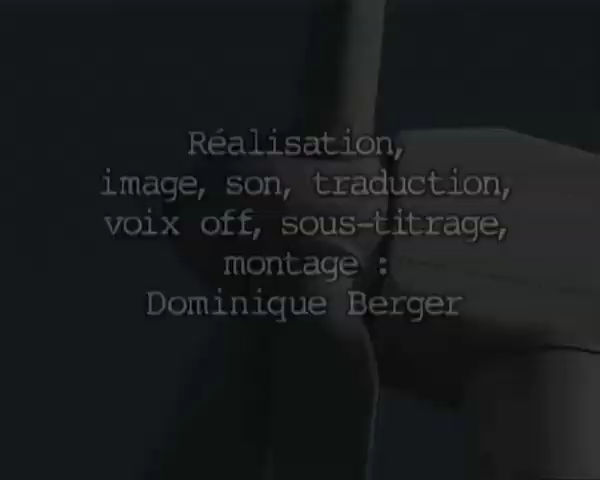 Réalisation,
image, son, traduction,
voix off, sous-titrage,
montage :
Dominique Berger